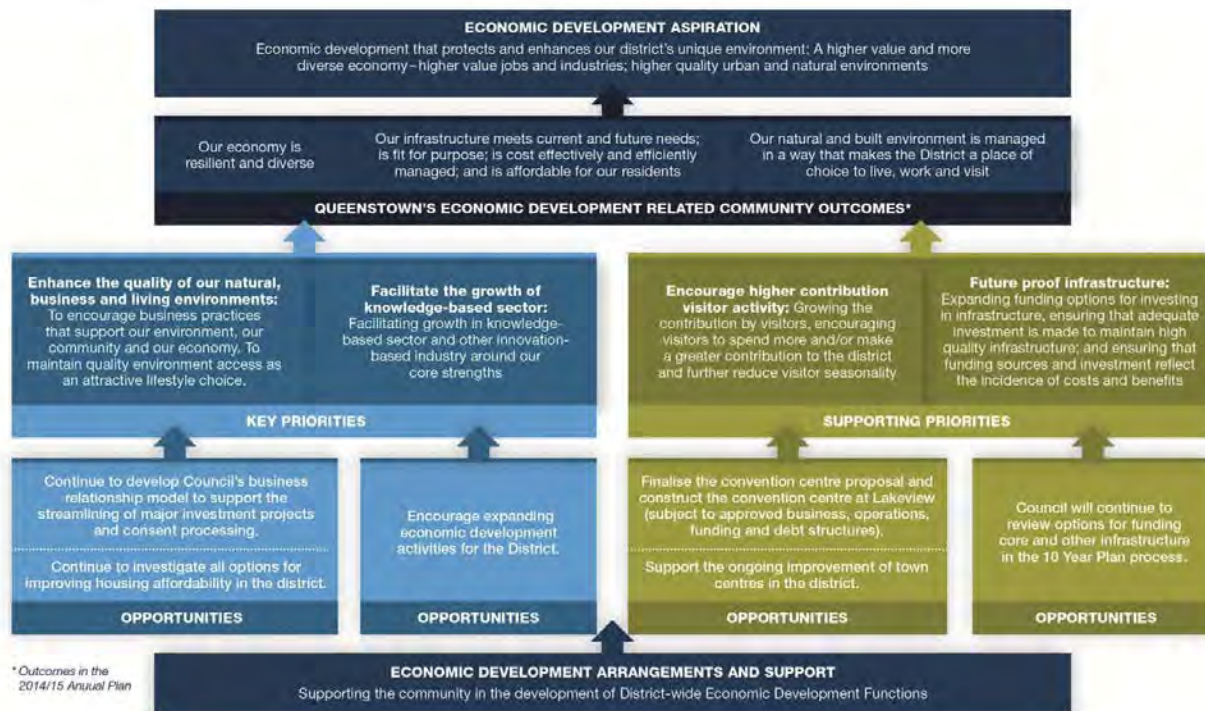 ECONOMIC DEVELOPMENT ASPIRATION
Economic development that protects and enhances our district's unique environment: A higher value and more
diverse economy–higher value jobs and industries; higher quality urban and natural environments
Our economy is
resilient and diverse
Our infrastructure meets current and future needs;
is fit for purpose; is cost effectively and efficiently
managed; and is affordable for our residents
Our natural and built environment is managed
in a way that makes the District a place of
choice to live, work and visit
QUEENSTOWN'S ECONOMIC DEVELOPMENT RELATED COMMUNITY OUTCOMES*
Enhance the quality of our natural,
business and living environments:
To encourage business practices
that support our environment, our
community and our economy. To
maintain quality environment access as
an attractive lifestyle choice.
Facilitate the growth of
knowledge-based sector:
Facilitating growth in knowledge-
based sector and other innovation-
based industry around our
core strengths
KEY PRIORITIES
Encourage higher contribution
visitor activity: Growing the
contribution by visitors, encouraging
visitors to spend more and/or make
a greater contribution to the district
and further reduce visitor seasonality
Future proof infrastructure:
Expanding funding options for investing
in infrastructure, ensuring that adequate
investment is made to maintain high
quality infrastructure; and ensuring that
funding sources and investment reflect
the incidence of costs and benefits
SUPPORTING PRIORITIES
Continue to develop Council's business
relationship model to support the
streamlining of major investment projects
and consent processing.
Continue to investigate all options for
improving housing affordability in the district.
OPPORTUNITIES
Encourage expanding
economic development
activities for the District.
OPPORTUNITIES
Finalise the convention centre proposal and
construct the convention centre at Lakeview
(subject to approved business, operations,
funding and debt structures).
Support the ongoing improvement of town
centres in the district.
OPPORTUNITIES
Council will continue to
review options for funding
core and other infrastructure
in the 10 Year Plan process.
OPPORTUNITIES
* Outcomes in the
2014/15 Anuual Plan
ECONOMIC DEVELOPMENT ARRANGEMENTS AND SUPPORT
Supporting the community in the development of District-wide Economic Development Functions